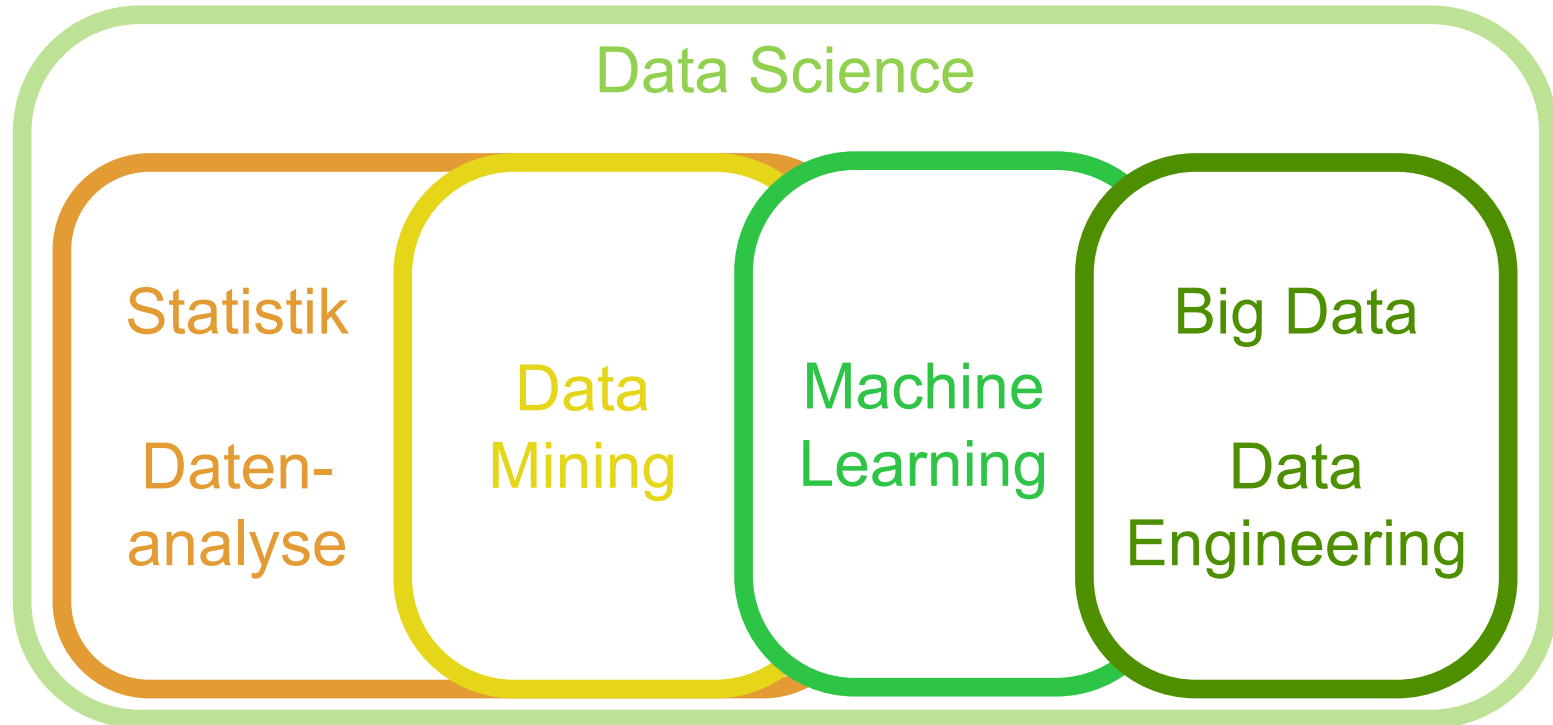 Data Science
Statistik
Daten-
analyse
Data
Mining
Machine
Learning
Big Data
Data
Engineering